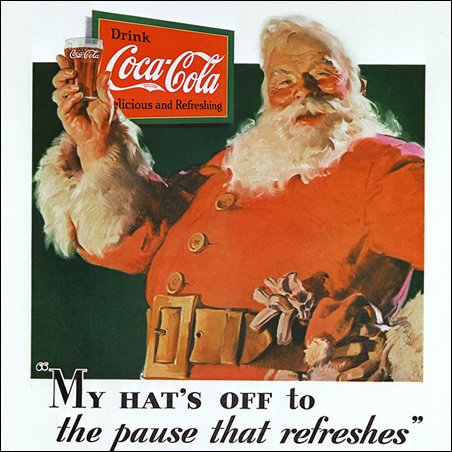 Drink
Coca-Cola
Coca-Cola
elicious and Refreshing
“MY HAT'S OFF to
the pause that refreshes”